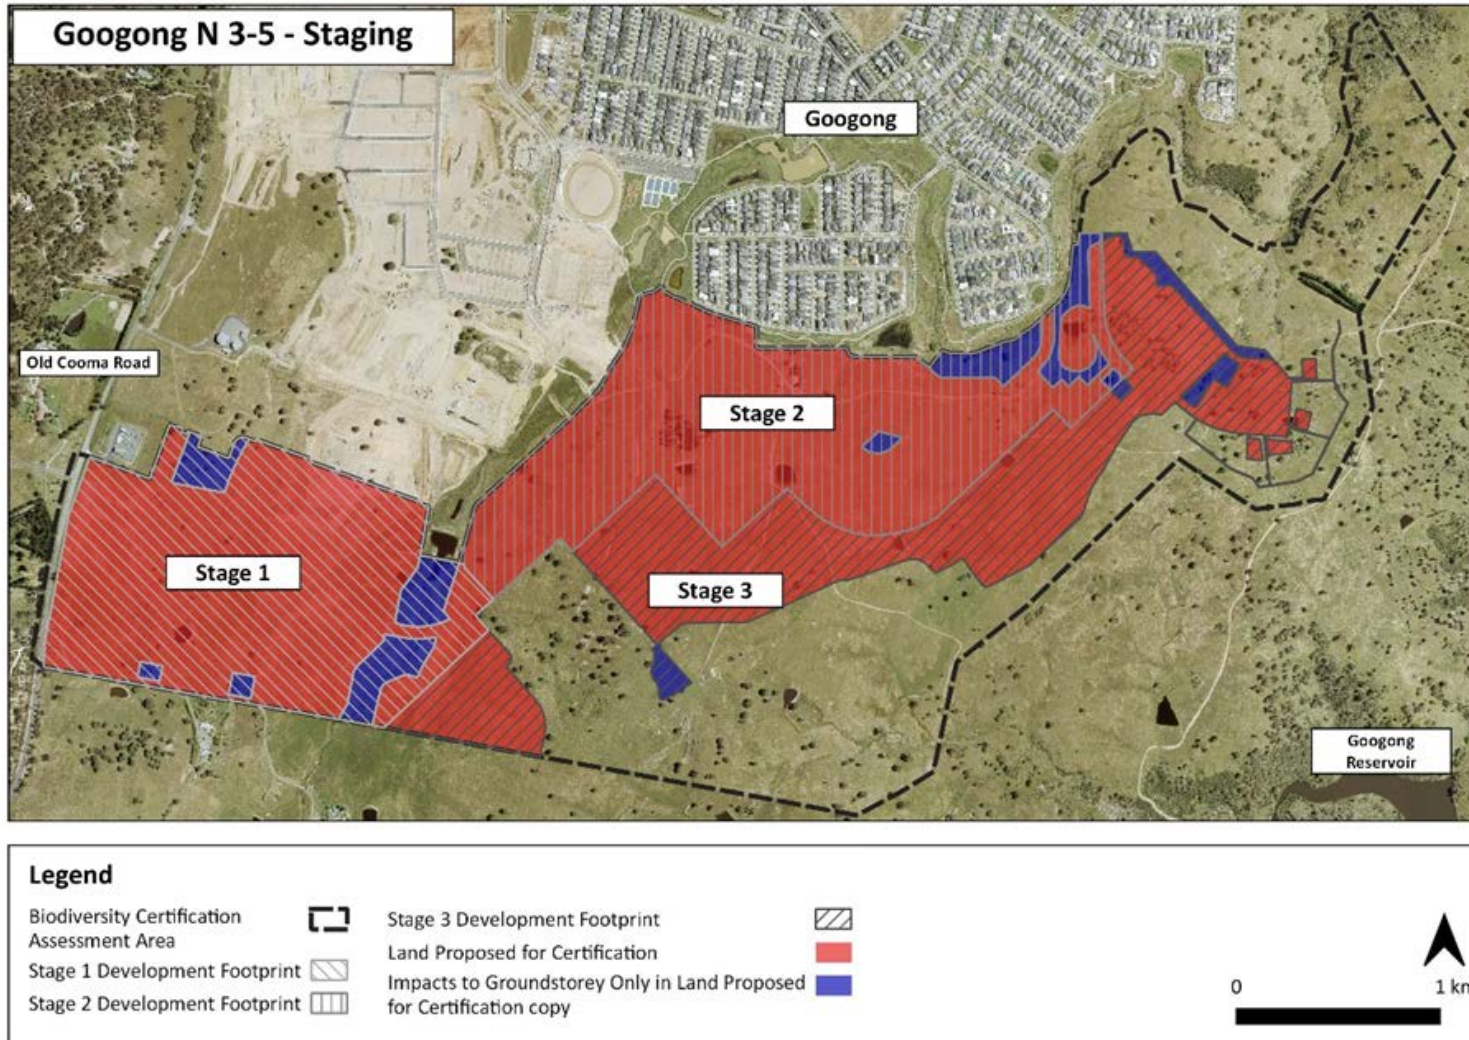 Googong N 3-5 - Staging
Googong
Old Cooma Road
Stage 2
Stage 1
Stage 3
Googong
Reservoir
Legend
Biodiversity Certification
Assessment Area
Stage 1 Development Footprint
Stage 2 Development Footprint
Stage 3 Development Footprint
Land Proposed for Certification
Impacts to Groundstorey Only in Land Proposed
for Certification copy
0 1 km